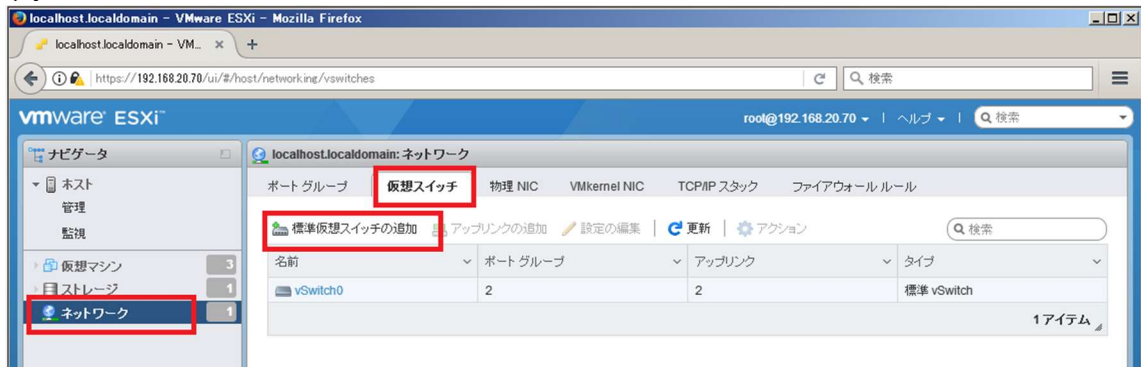 localhost.localdomain - VMware ESXi - Mozilla Firefox
localhost.localdomain - VM...
https://192.168.20.70/ui/#/host/networking/vswitches
検索
vmware ESXi™
root@192.168.20.70 | ヘルプ | 検索
ナビゲータ
localhost.localdomain: ネットワーク
ホスト
管理
監視
仮想マシン 3
ストレージ 1
ネットワーク 1
ポート グループ 仮想スイッチ 物理 NIC VMkernel NIC TCP/IP スタック ファイアウォール ルール
標準仮想スイッチの追加 アップリンクの追加 設定の編集 | 更新 | アクション 検索
名前 ポート グループ アップリンク タイプ
vSwitch0 2 2 標準 vSwitch
1 アイテム